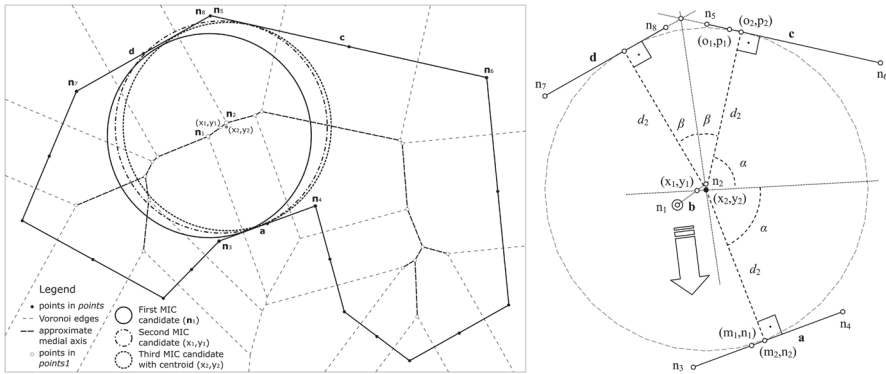 n₈ n₅
c
d
n₆
n₇
n₂
(x₁,y₁)
(x₂,y₂)
n₁
n₄
a
n₃
Legend
points in points
Voronoi edges
approximate
medial axis
points in
points1
First MIC
candidate (n₁)
Second MIC
candidate (x₁,y₁)
Third MIC candidate
with centroid (x₂,y₂)
n₅
(o₂,p₂)
n₈
c
(o₁,p₁)
d
n₆
n₇
d₂
β
β
d₂
α
(x₁,y₁)
n₂
(x₂,y₂)
n₁
b
α
d₂
(m₁,n₁)
a
n₄
(m₂,n₂)
n₃